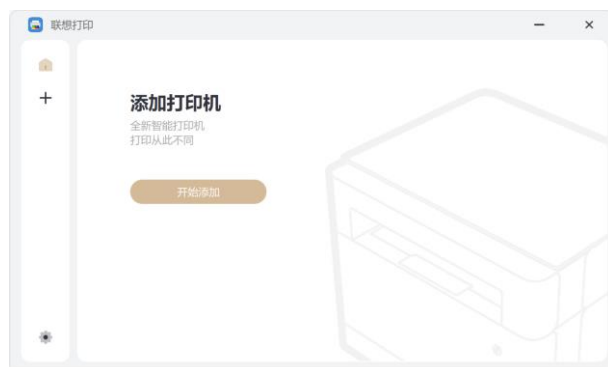 联想打印
添加打印机
全新智能打印机
打印从此不同
开始添加